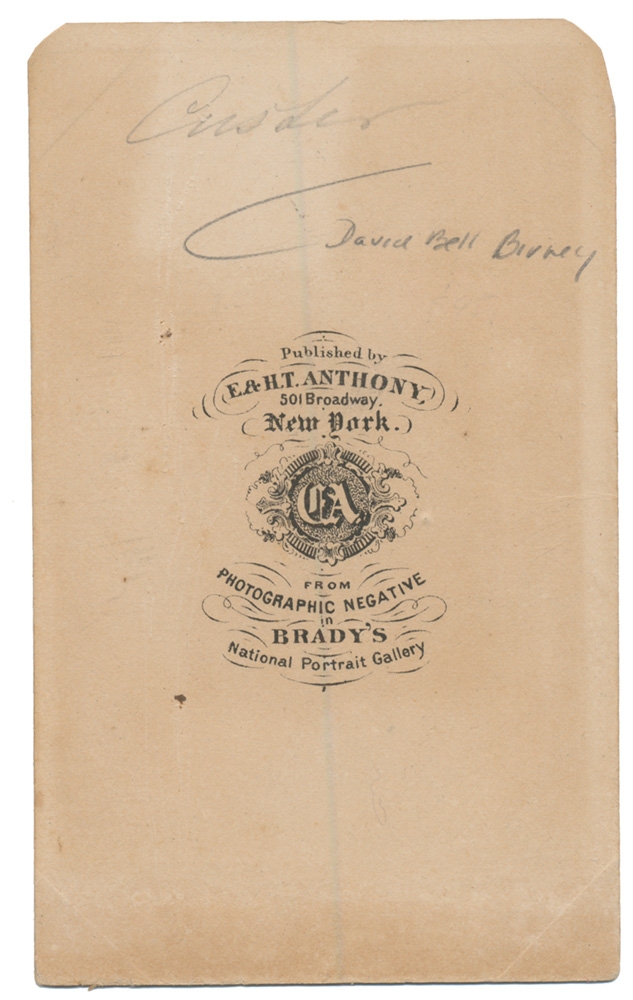 Custer
David Bell Birney
Published by
E. & H.T. ANTHONY,
501 Broadway,
New York.
FROM
PHOTOGRAPHIC NEGATIVE
in
BRADY'S
National Portrait Gallery